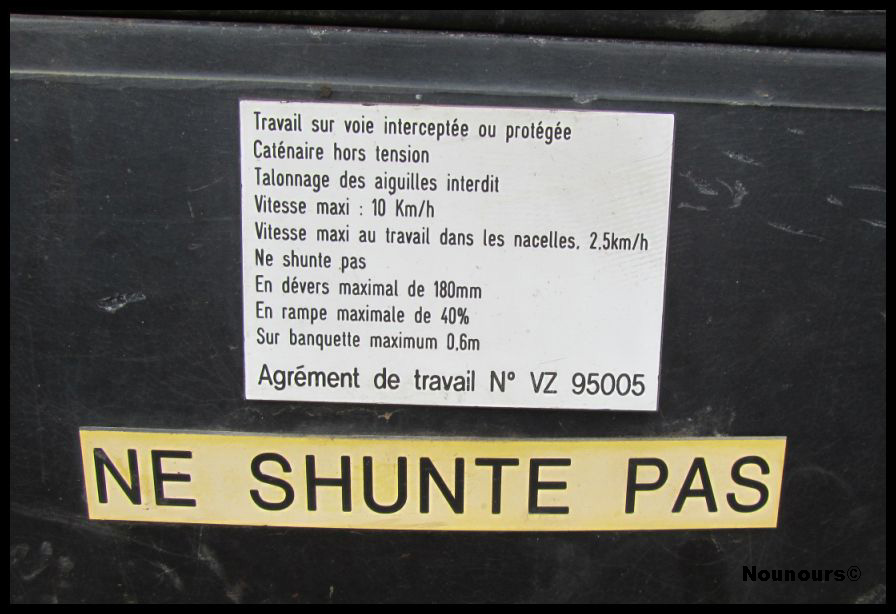 Travail sur voie interceptée ou protégée
Caténaire hors tension
Talonnage des aiguilles interdit
Vitesse maxi : 10 Km/h
Vitesse maxi au travail dans les nacelles. 2.5km/h
Ne shunte pas
En dévers maximal de 180mm
En rampe maximale de 40%
Sur banquette maximum 0.6m
Agrément de travail N° VZ 95005
NE SHUNTE PAS
Nounours©